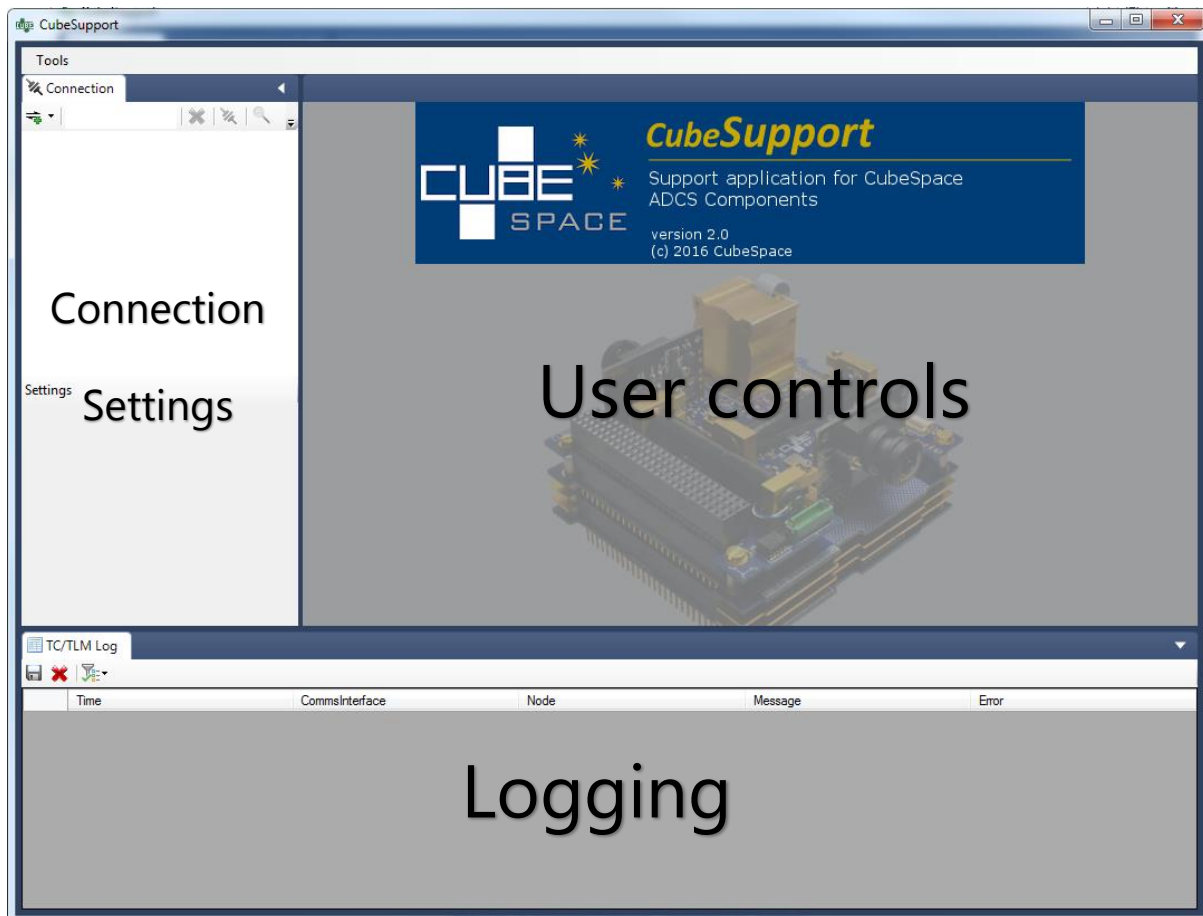 CubeSupport
Tools
Connection
CubeSupport
Support application for CubeSpace
ADCS Components
version 2.0
(c) 2016 CubeSpace
CUBE
SPACE
Connection
User controls
Settings
Settings
TC/TLM Log
Time CommsInterface Node Message Error
Logging